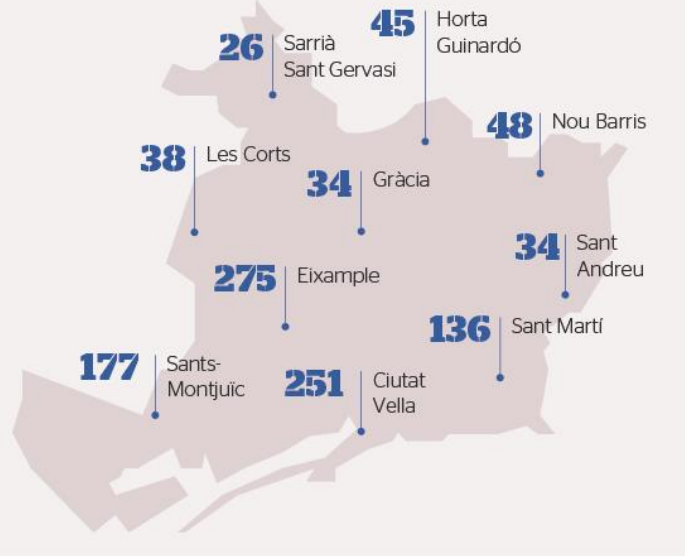 45 Horta
Guinardó
26 Sarrià
Sant Gervasi
48 Nou Barris
38 Les Corts
34 Gràcia
34 Sant
Andreu
275 Eixample
136 Sant Martí
177 Sants-
Montjuïc
251 Ciutat
Vella